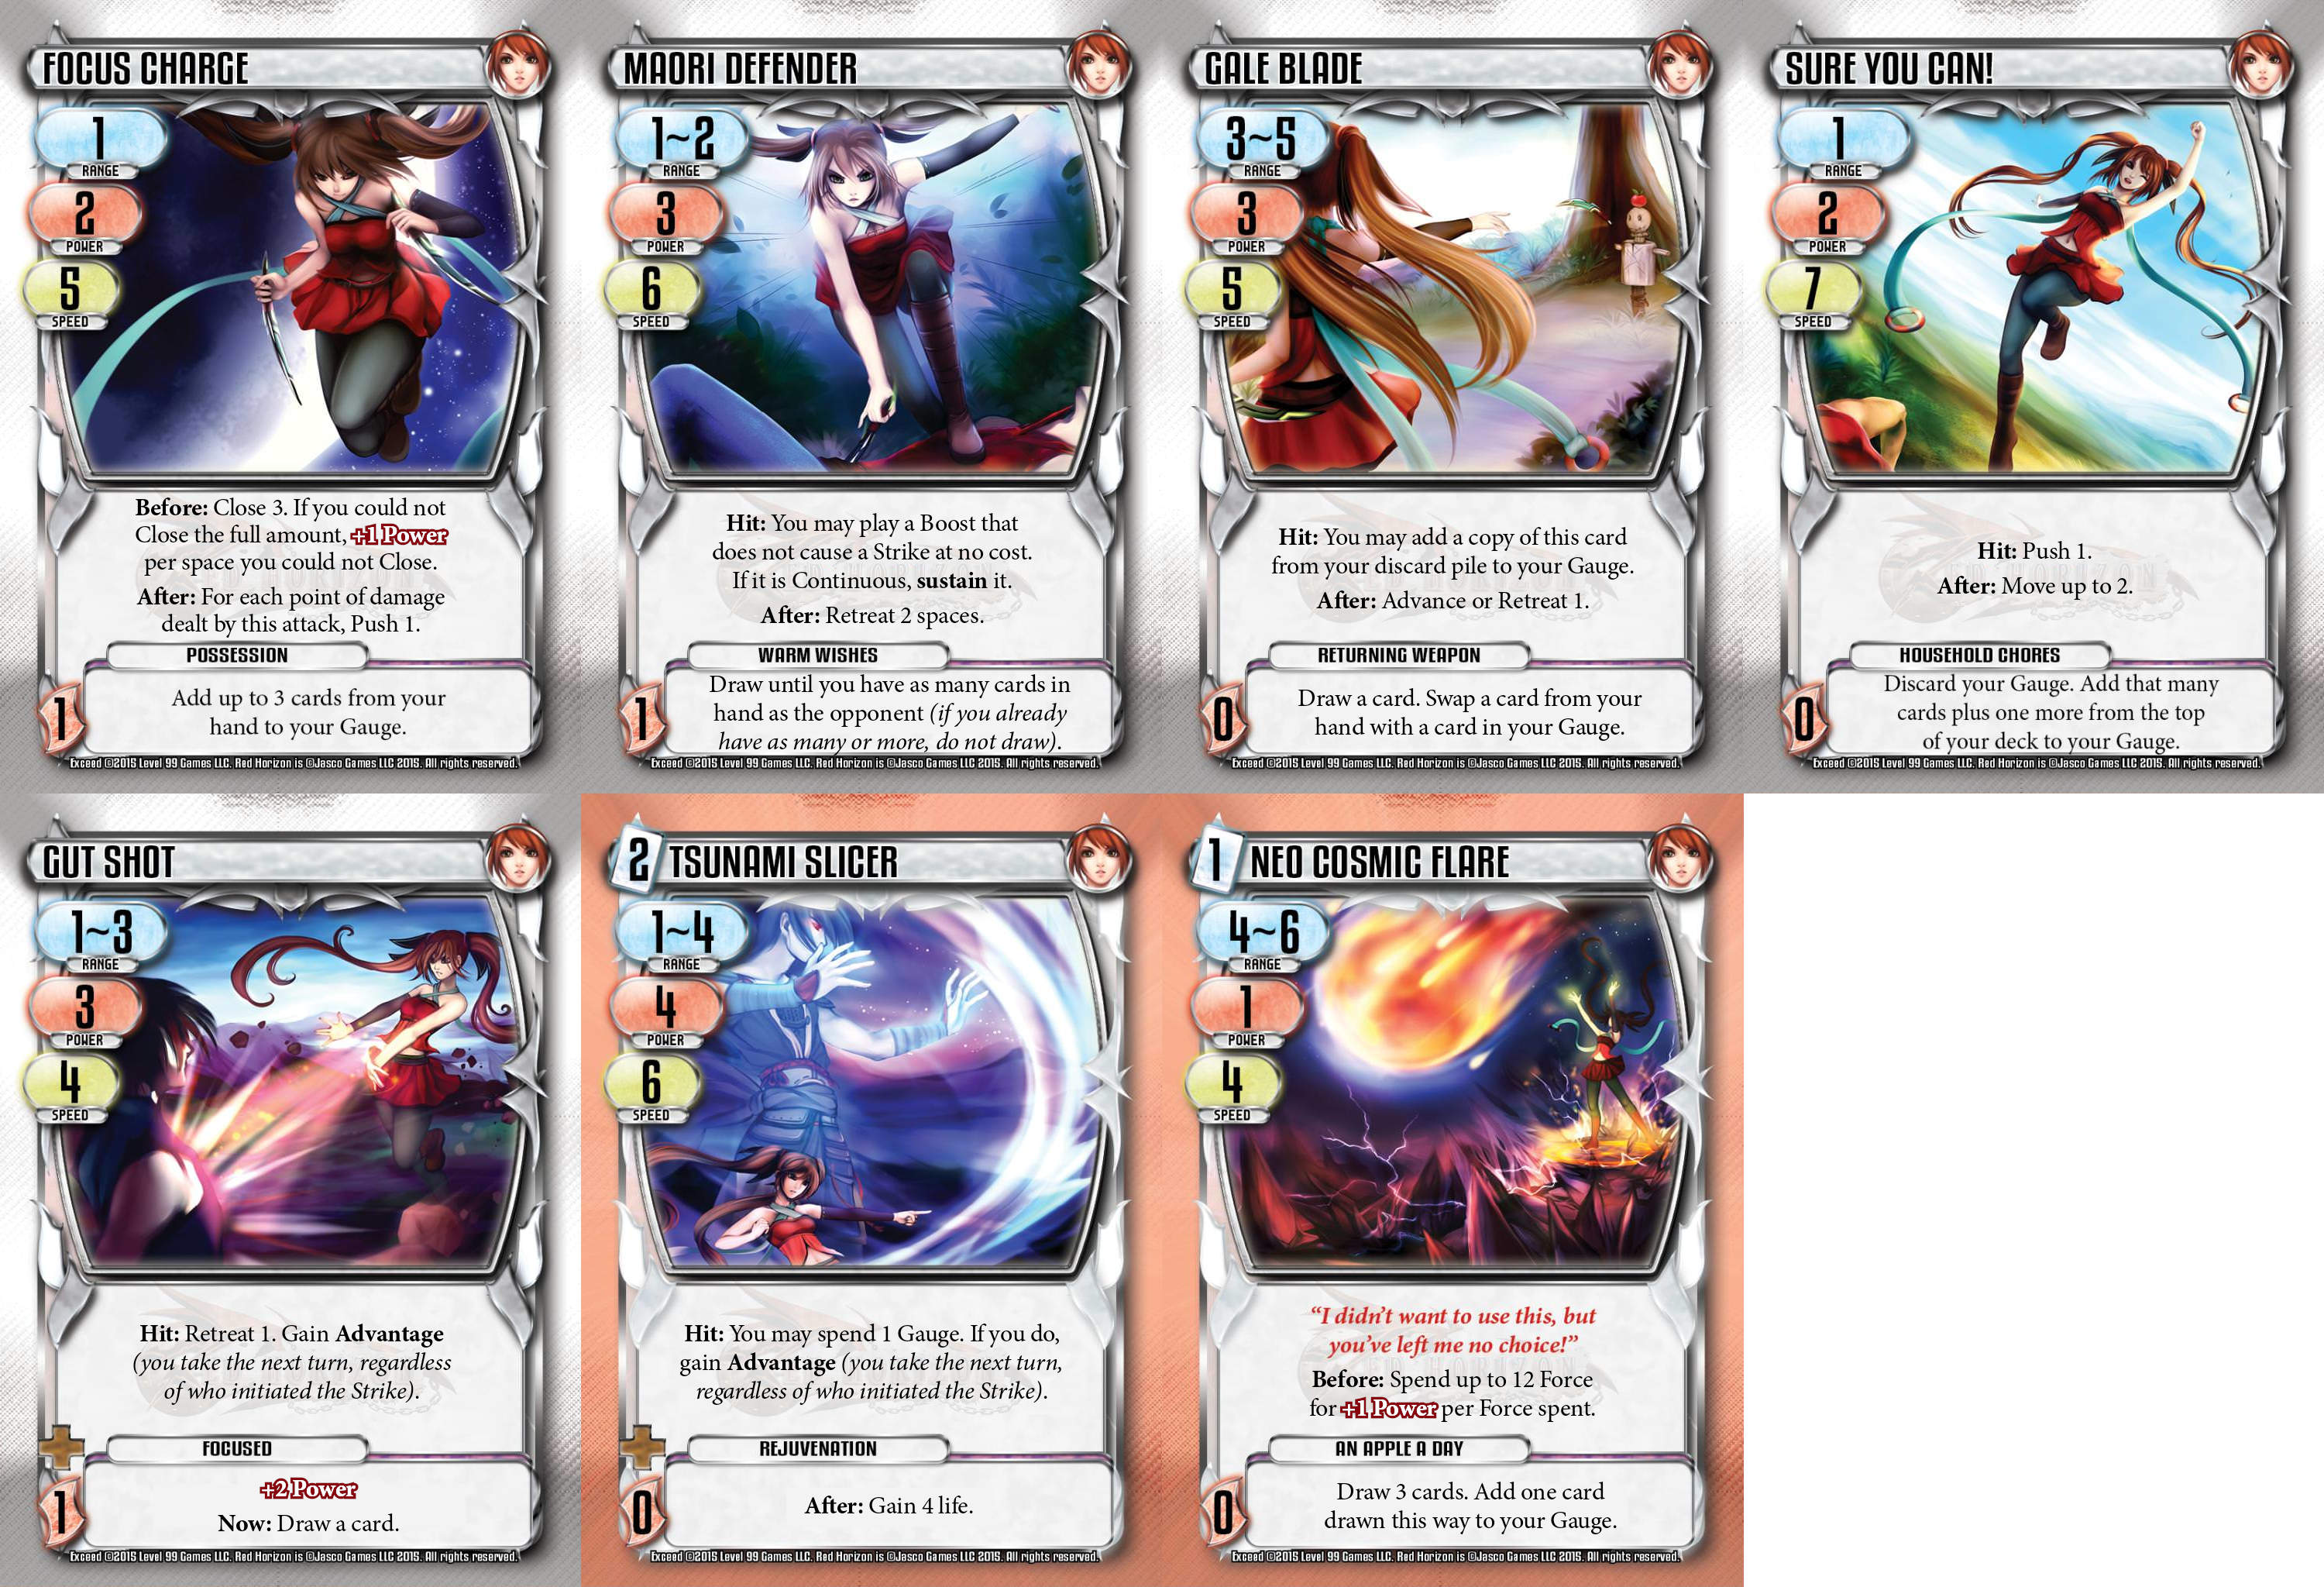 FOCUS CHARGE
1
RANGE
2
POWER
5
SPEED
Before: Close 3. If you could not
Close the full amount, +1 Power
per space you could not Close.
After: For each point of damage
dealt by this attack, Push 1.
POSSESSION
1
Add up to 3 cards from your
hand to your Gauge.
Exceed ©2015 Level 99 Games LLC. Red Horizon is ©Jasco Games LLC 2015. All rights reserved.
MAORI DEFENDER
1~2
RANGE
3
POWER
6
SPEED
Hit: You may play a Boost that
does not cause a Strike at no cost.
If it is Continuous, sustain it.
After: Retreat 2 spaces.
WARM WISHES
1
Draw until you have as many cards in
hand as the opponent (if you already
have as many or more, do not draw).
Exceed ©2015 Level 99 Games LLC. Red Horizon is ©Jasco Games LLC 2015. All rights reserved.
GALE BLADE
3~5
RANGE
3
POWER
5
SPEED
Hit: You may add a copy of this card
from your discard pile to your Gauge.
After: Advance or Retreat 1.
RETURNING WEAPON
0
Draw a card. Swap a card from your
hand with a card in your Gauge.
Exceed ©2015 Level 99 Games LLC. Red Horizon is ©Jasco Games LLC 2015. All rights reserved.
SURE YOU CAN!
1
RANGE
2
POWER
7
SPEED
Hit: Push 1.
After: Move up to 2.
HOUSEHOLD CHORES
0
Discard your Gauge. Add that many
cards plus one more from the top
of your deck to your Gauge.
Exceed ©2015 Level 99 Games LLC. Red Horizon is ©Jasco Games LLC 2015. All rights reserved.
GUT SHOT
1~3
RANGE
3
POWER
4
SPEED
Hit: Retreat 1. Gain Advantage
(you take the next turn, regardless
of who initiated the Strike).
FOCUSED
1
+2 Power
Now: Draw a card.
Exceed ©2015 Level 99 Games LLC. Red Horizon is ©Jasco Games LLC 2015. All rights reserved.
2 TSUNAMI SLICER
1~4
RANGE
4
POWER
6
SPEED
Hit: You may spend 1 Gauge. If you do,
gain Advantage (you take the next turn,
regardless of who initiated the Strike).
REJUVENATION
0
After: Gain 4 life.
Exceed ©2015 Level 99 Games LLC. Red Horizon is ©Jasco Games LLC 2015. All rights reserved.
1 NEO COSMIC FLARE
4~6
RANGE
1
POWER
4
SPEED
“I didn’t want to use this, but
you’ve left me no choice!”
Before: Spend up to 12 Force
for +1 Power per Force spent.
AN APPLE A DAY
0
Draw 3 cards. Add one card
drawn this way to your Gauge.
Exceed ©2015 Level 99 Games LLC. Red Horizon is ©Jasco Games LLC 2015. All rights reserved.